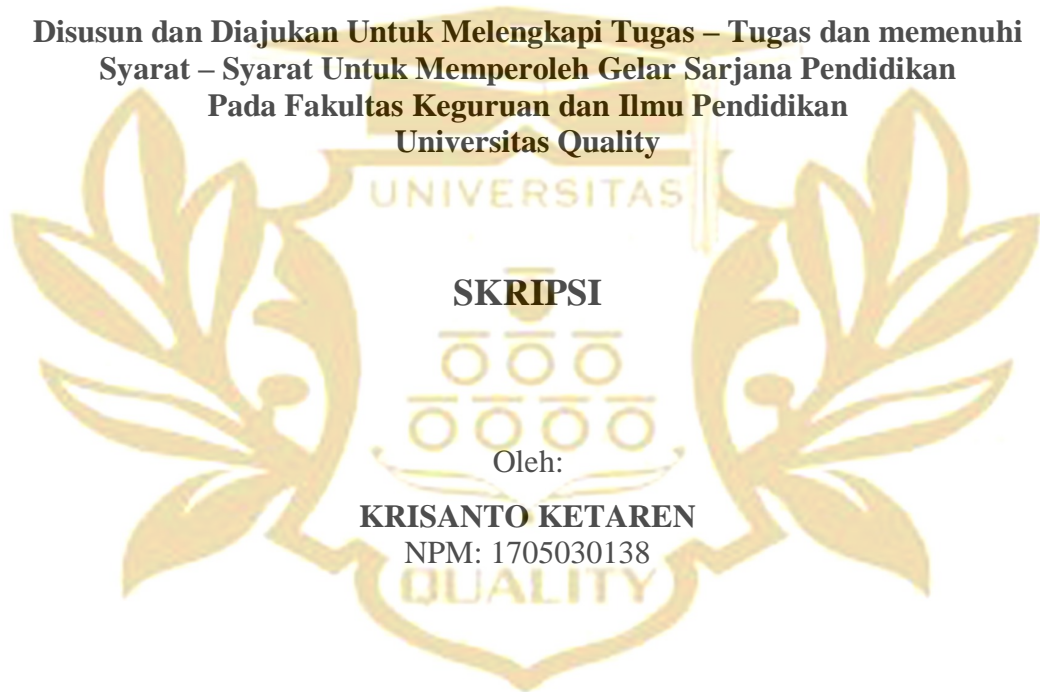 Disusun dan Diajukan Untuk Melengkapi Tugas – Tugas dan memenuhi
Syarat – Syarat Untuk Memperoleh Gelar Sarjana Pendidikan
Pada Fakultas Keguruan dan Ilmu Pendidikan
Universitas Quality
UNIVERSITAS
SKRIPSI
Oleh:
KRISANTO KETAREN
NPM: 1705030138
QUALITY